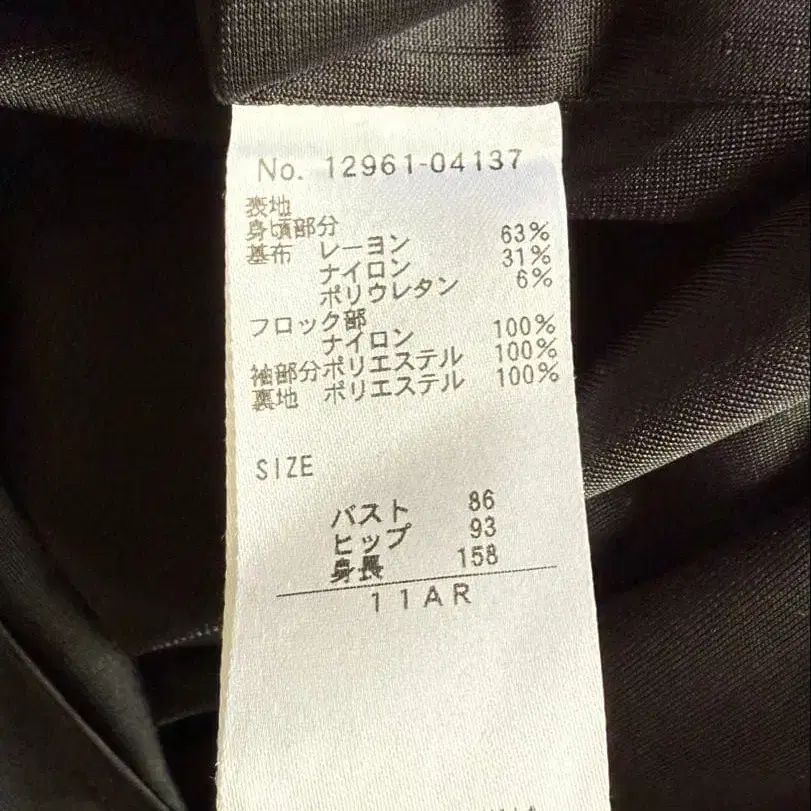 No. 12961-04137
表地
身頃部分
基布 レーヨン 63%
ナイロン 31%
ポリウレタン 6%
フロック部
ナイロン 100%
袖部分 ポリエステル 100%
裏地 ポリエステル 100%
SIZE
バスト 86
ヒップ 93
身長 158
11AR